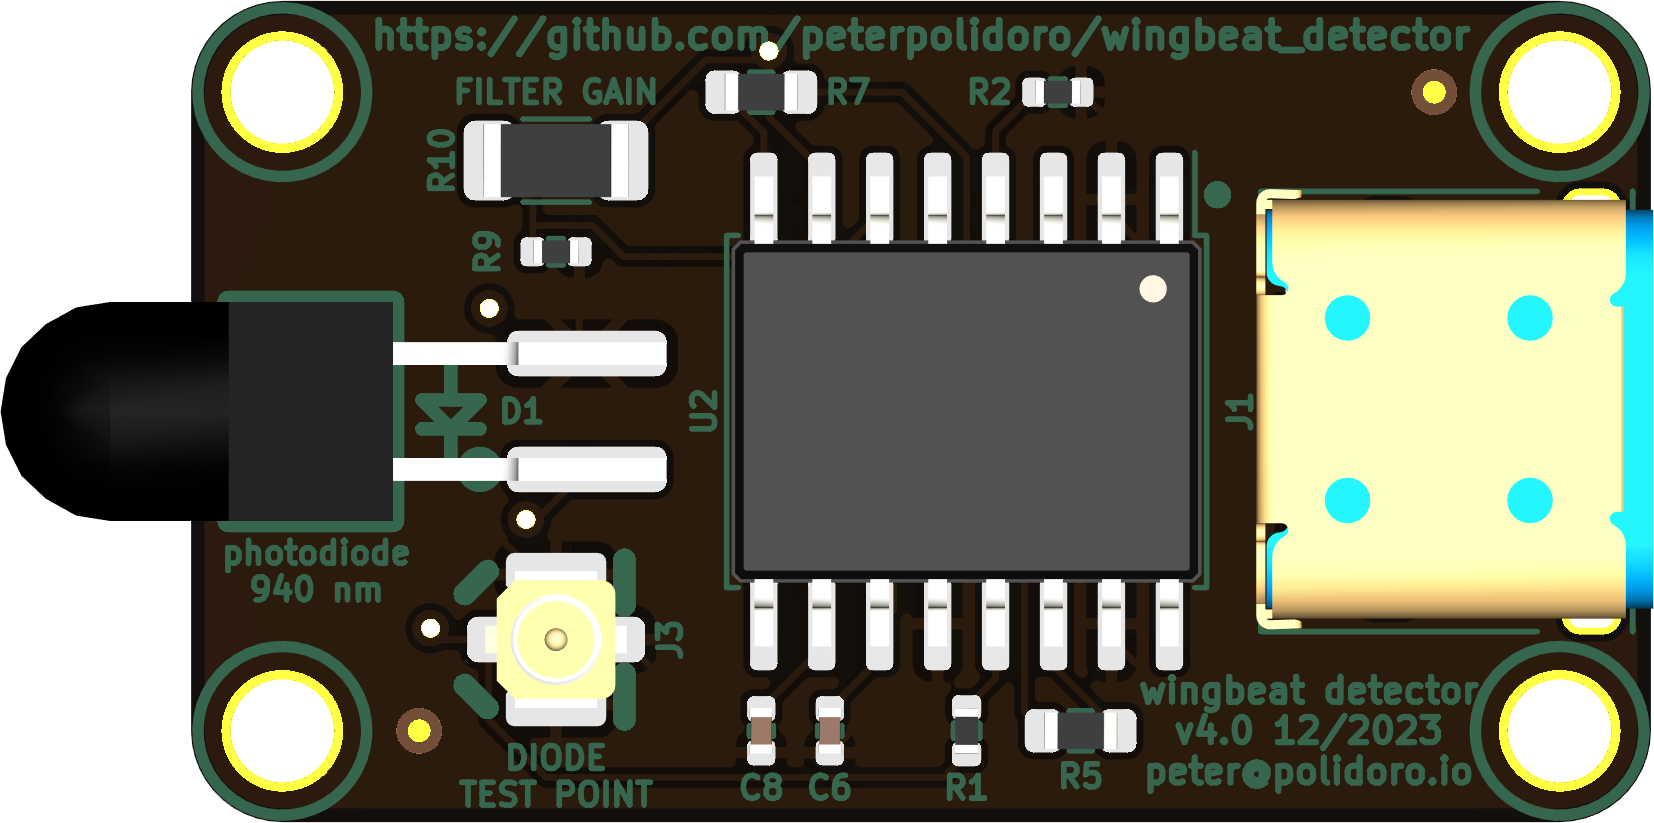 https://github.com/peterpolidoro/wingbeat_detector
FILTER GAIN
R7
R2
R10
R9
D1
U2
J1
photodiode
940 nm
J3
DIODE
TEST POINT
C8
C6
R1
R5
wingbeat detector
v4.0 12/2023
peter@polidoro.io